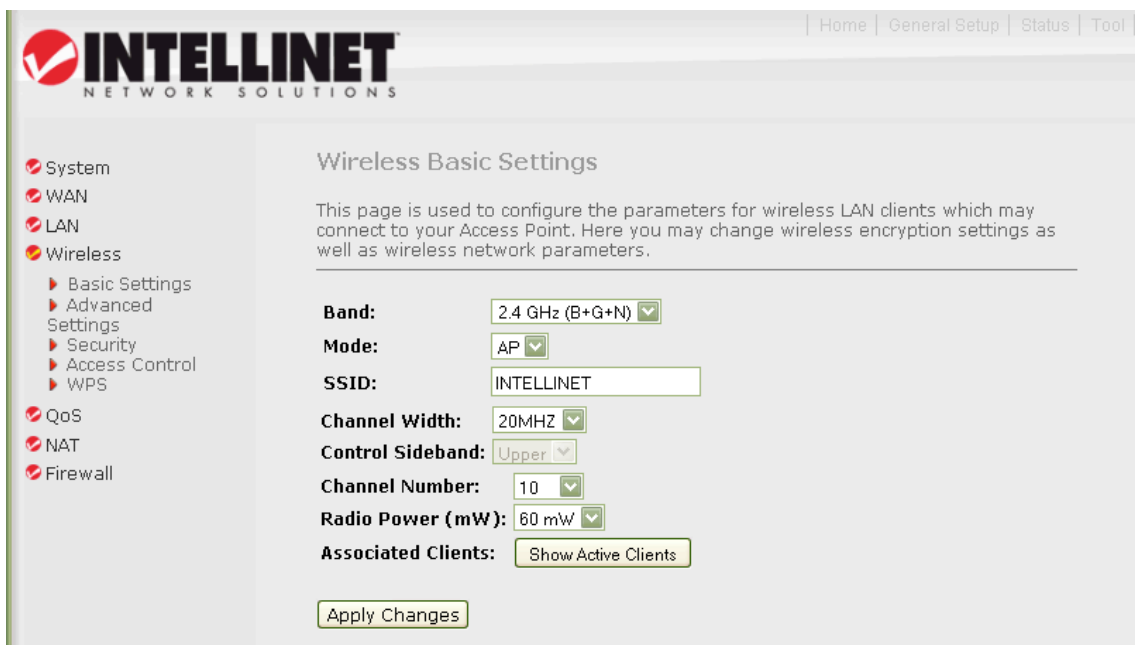 Home | General Setup | Status | Tool
INTELLINET
NETWORK SOLUTIONS
System
WAN
LAN
Wireless
Basic Settings
Advanced
Settings
Security
Access Control
WPS
QoS
NAT
Firewall
Wireless Basic Settings
This page is used to configure the parameters for wireless LAN clients which may
connect to your Access Point. Here you may change wireless encryption settings as
well as wireless network parameters.
Band: 2.4 GHz (B+G+N)
Mode: AP
SSID: INTELLINET
Channel Width: 20MHZ
Control Sideband: Upper
Channel Number: 10
Radio Power (mW): 60 mW
Associated Clients: Show Active Clients
Apply Changes